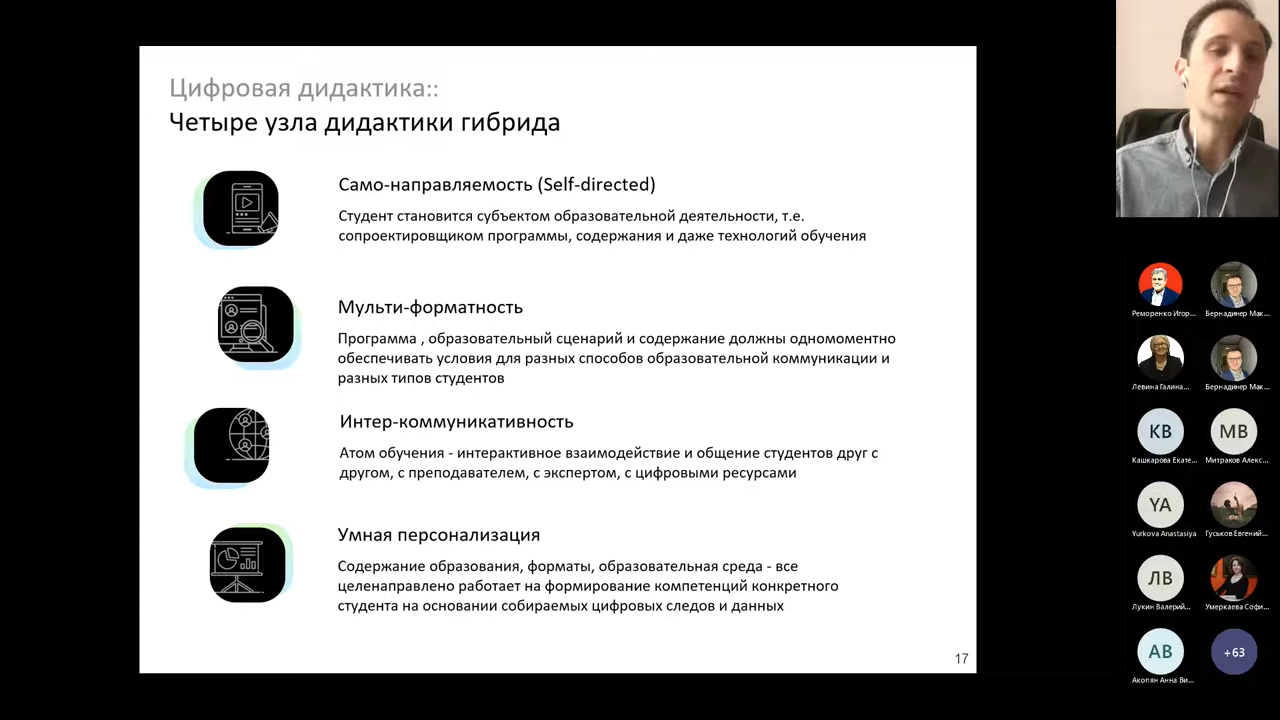 Цифровая дидактика::
Четыре узла дидактики гибрида
Само-направляемость (Self-directed)
Студент становится субъектом образовательной деятельности, т.е.
сопроектировщиком программы, содержания и даже технологий обучения
Мульти-форматность
Программа , образовательный сценарий и содержание должны одномоментно
обеспечивать условия для разных способов образовательной коммуникации и
разных типов студентов
Интер-коммуникативность
Атом обучения - интерактивное взаимодействие и общение студентов друг с
другом, с преподавателем, с экспертом, с цифровыми ресурсами
Умная персонализация
Содержание образования, форматы, образовательная среда - все
целенаправлено работает на формирование компетенций конкретного
студента на основании собираемых цифровых следов и данных
17
Реморенко Игор...
Бернадинер Мак...
Левина Галина...
Бернадинер Мак...
КВ
МВ
Кашкарова Екате...
Митраков Алекс...
YA
Yurkova Anastasiya
Гуськов Евгений...
ЛВ
Лукин Валерий...
Умеркаева Софи...
АВ
+63
Акопян Анна Ви...